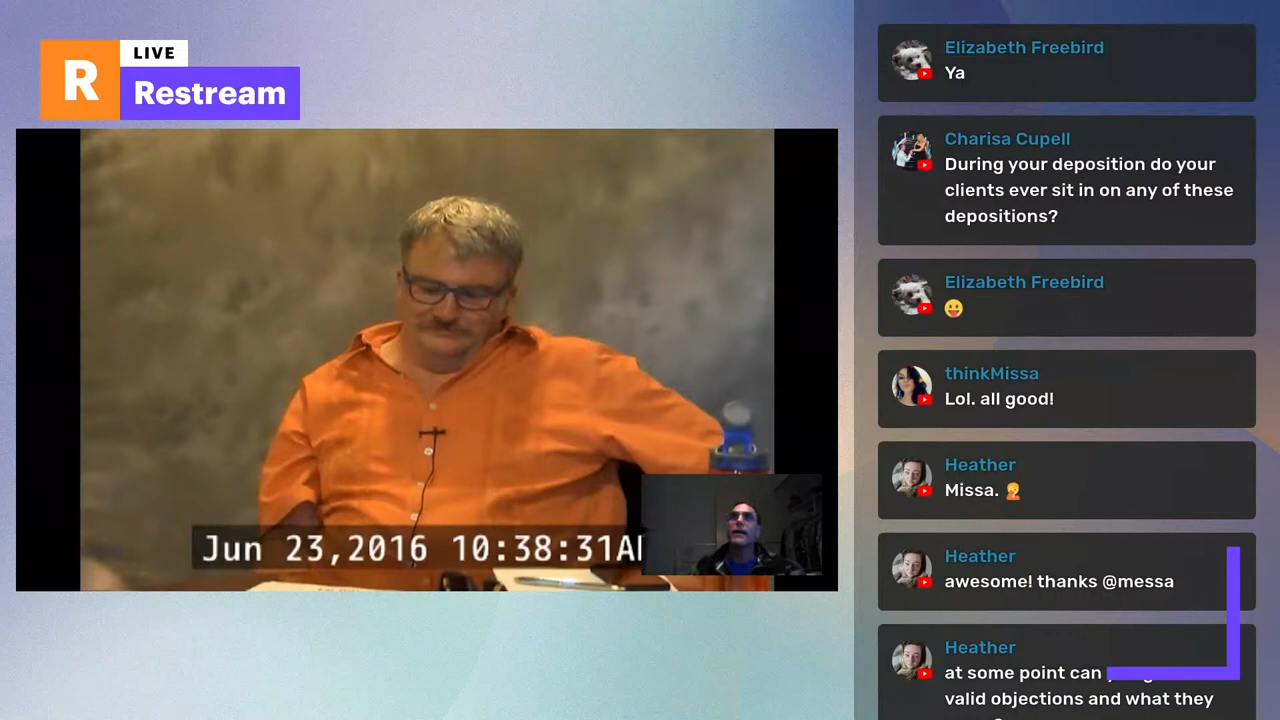 R
LIVE
Restream
Jun 23,2016 10:38:31A
Elizabeth Freebird
Ya
Charisa Cupell
During your deposition do your
clients ever sit in on any of these
depositions?
Elizabeth Freebird
thinkMissa
Lol. all good!
Heather
Missa.
Heather
awesome! thanks @messa
Heather
at some point can
valid objections and what they